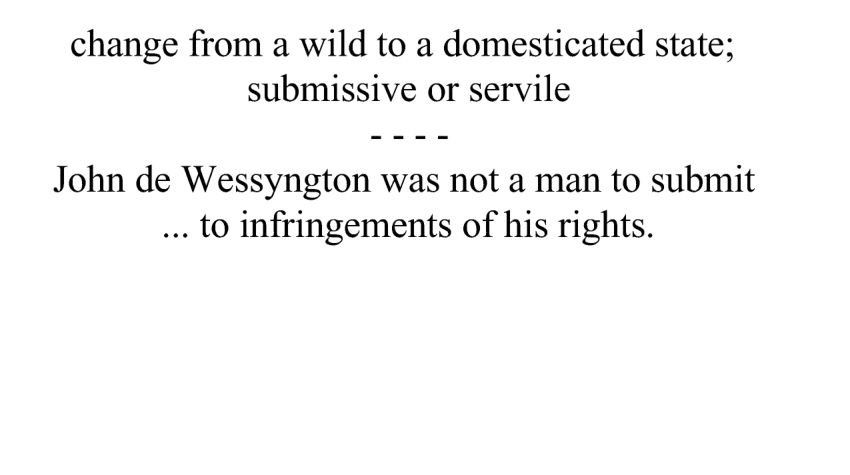 change from a wild to a domesticated state;
submissive or servile
- - - -
John de Wessyngton was not a man to submit
... to infringements of his rights.